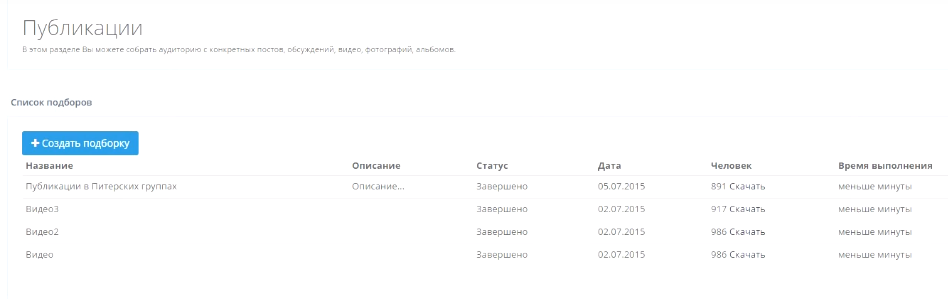 Публикации
В этом разделе Вы можете собрать аудиторию с конкретных постов, обсуждений, видео, фотографий, альбомов.
Список подборов
Создать подборку
Название Описание Статус Дата Человек Время выполнения
Публикации в Питерских группах Описание... Завершено 05.07.2015 891 Скачать меньше минуты
Видео3 Завершено 02.07.2015 917 Скачать меньше минуты
Видео2 Завершено 02.07.2015 986 Скачать меньше минуты
Видео Завершено 02.07.2015 986 Скачать меньше минуты